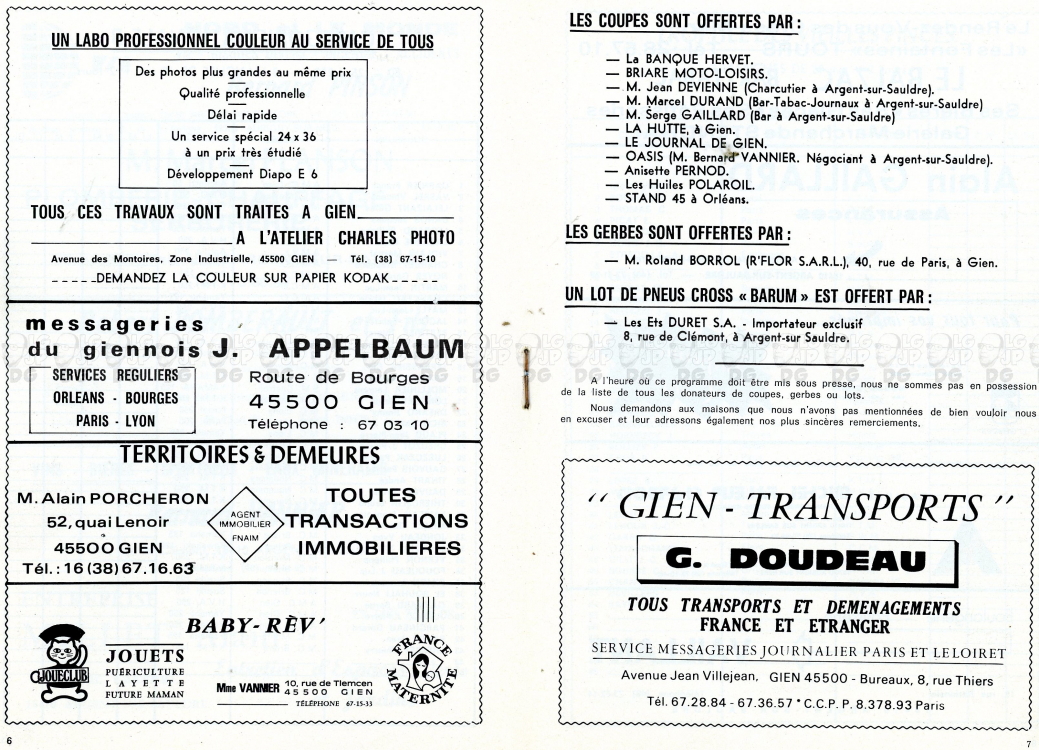 UN LABO PROFESSIONNEL COULEUR AU SERVICE DE TOUS
Des photos plus grandes au même prix
Qualité professionnelle
Délai rapide
Un service spécial 24 x 36
à un prix très étudié
Développement Diapo E 6
TOUS CES TRAVAUX SONT TRAITES A GIEN
A L'ATELIER CHARLES PHOTO
Avenue des Montoires, Zone Industrielle, 45500 GIEN — Tél. (38) 67-15-10
-----DEMANDEZ LA COULEUR SUR PAPIER KODAK-----
messageries
du giennois J. APPELBAUM
SERVICES REGULIERS
ORLEANS - BOURGES
PARIS - LYON
Route de Bourges
45500 GIEN
Téléphone : 67 03 10
TERRITOIRES & DEMEURES
M. Alain PORCHERON
52, quai Lenoir
45500 GIEN
Tél. : 16 (38) 67.16.63
AGENT
IMMOBILIER
FNAIM
TOUTES
TRANSACTIONS
IMMOBILIERES
BABY-RÈV'
JOUECLUB
JOUETS
PUÉRICULTURE
LAYETTE
FUTURE MAMAN
Mme VANNIER 10, rue de Tlemcen
45500 GIEN
TÉLÉPHONE 67-15-33
FRANCE
MATERNITÉ
6
LES COUPES SONT OFFERTES PAR :
— La BANQUE HERVET.
— BRIARE MOTO-LOISIRS.
— M. Jean DEVIENNE (Charcutier à Argent-sur-Sauldre).
— M. Marcel DURAND (Bar-Tabac-Journaux à Argent-sur-Sauldre)
— M. Serge GAILLARD (Bar à Argent-sur-Sauldre)
— LA HUTTE, à Gien.
— LE JOURNAL DE GIEN.
— OASIS (M. Bernard VANNIER. Négociant à Argent-sur-Sauldre).
— Anisette PERNOD.
— Les Huiles POLAROIL.
— STAND 45 à Orléans.
LES GERBES SONT OFFERTES PAR :
— M. Roland BORROL (R'FLOR S.A.R.L.), 40, rue de Paris, à Gien.
UN LOT DE PNEUS CROSS « BARUM » EST OFFERT PAR :
— Les Ets DURET S.A. - Importateur exclusif
8, rue de Clémont, à Argent sur Sauldre.
A l'heure où ce programme doit être mis sous presse, nous ne sommes pas en possession
de la liste de tous les donateurs de coupes, gerbes ou lots.
Nous demandons aux maisons que nous n'avons pas mentionnées de bien vouloir nous
en excuser et leur adressons également nos plus sincères remerciements.
" GIEN - TRANSPORTS "
G. DOUDEAU
TOUS TRANSPORTS ET DEMENAGEMENTS
FRANCE ET ETRANGER
SERVICE MESSAGERIES JOURNALIER PARIS ET LE LOIRET
Avenue Jean Villejean, GIEN 45500 - Bureaux, 8, rue Thiers
Tél. 67.28.84 - 67.36.57 * C.C.P. P. 8.378.93 Paris
7